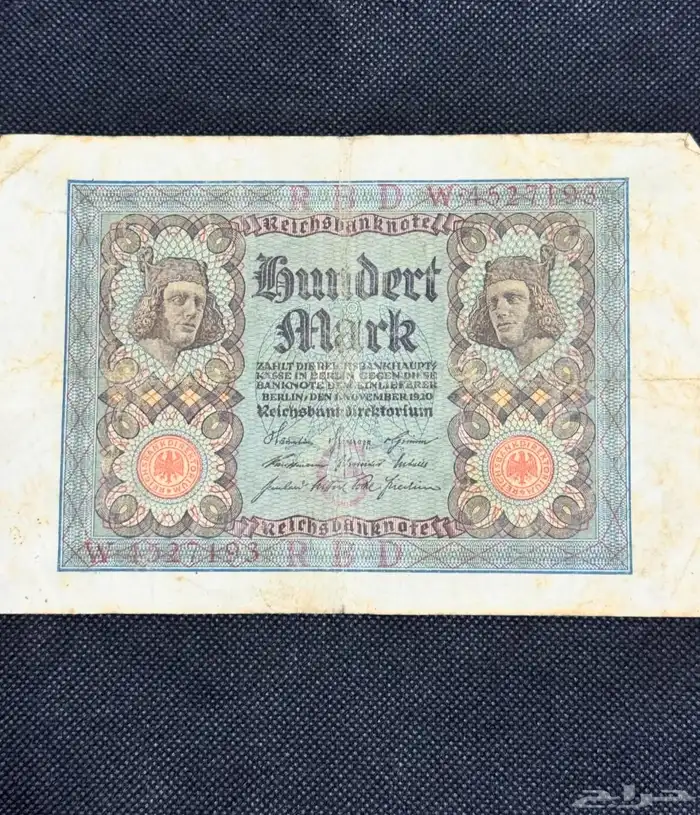 R B D W·4527193
Reichsbanknote
Hundert
Mark
ZAHLT DIE REICHSBANKHAUPT-
KASSE IN BERLIN GEGEN DIESE
BANKNOTE DEM EINLIEFERER
BERLIN, DEN 1. NOVEMBER 1920
Reichsbankdirektorium
Reichsbanknote
W·4527193 R B D
حراج